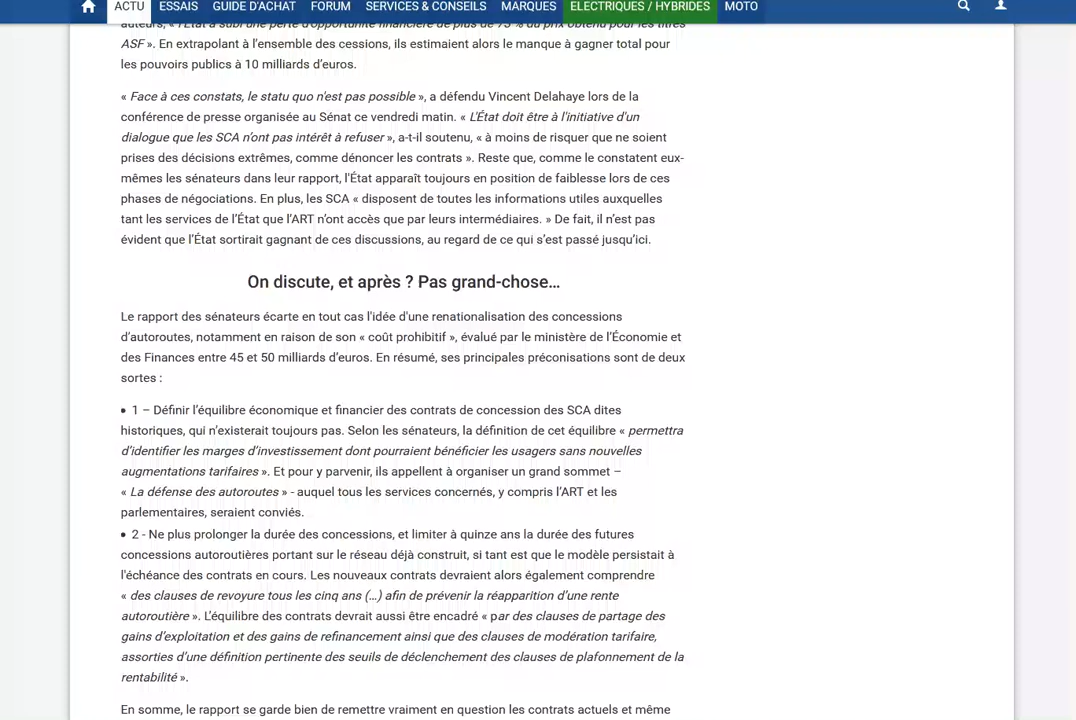 ACTU ESSAIS GUIDE D'ACHAT FORUM SERVICES & CONSEILS MARQUES ELECTRIQUES / HYBRIDES MOTO
auteurs, « l'État a subi une perte d'opportunité financière de plus de 75 % du prix obtenu pour les titres
ASF ». En extrapolant à l'ensemble des cessions, ils estimaient alors le manque à gagner total pour
les pouvoirs publics à 10 milliards d'euros.
« Face à ces constats, le statu quo n'est pas possible », a défendu Vincent Delahaye lors de la
conférence de presse organisée au Sénat ce vendredi matin. « L'État doit être à l'initiative d'un
dialogue que les SCA n'ont pas intérêt à refuser », a-t-il soutenu, « à moins de risquer que ne soient
prises des décisions extrêmes, comme dénoncer les contrats ». Reste que, comme le constatent eux-
mêmes les sénateurs dans leur rapport, l'État apparaît toujours en position de faiblesse lors de ces
phases de négociations. En plus, les SCA « disposent de toutes les informations utiles auxquelles
tant les services de l'État que l'ART n'ont accès que par leurs intermédiaires. » De fait, il n'est pas
évident que l'État sortirait gagnant de ces discussions, au regard de ce qui s'est passé jusqu'ici.
On discute, et après ? Pas grand-chose…
Le rapport des sénateurs écarte en tout cas l'idée d'une renationalisation des concessions
d'autoroutes, notamment en raison de son « coût prohibitif », évalué par le ministère de l'Économie et
des Finances entre 45 et 50 milliards d'euros. En résumé, ses principales préconisations sont de deux
sortes :
• 1 – Définir l'équilibre économique et financier des contrats de concession des SCA dites
historiques, qui n'existerait toujours pas. Selon les sénateurs, la définition de cet équilibre « permettra
d'identifier les marges d'investissement dont pourraient bénéficier les usagers sans nouvelles
augmentations tarifaires ». Et pour y parvenir, ils appellent à organiser un grand sommet –
« La défense des autoroutes » - auquel tous les services concernés, y compris l'ART et les
parlementaires, seraient conviés.
• 2 - Ne plus prolonger la durée des concessions, et limiter à quinze ans la durée des futures
concessions autoroutières portant sur le réseau déjà construit, si tant est que le modèle persistait à
l'échéance des contrats en cours. Les nouveaux contrats devraient alors également comprendre
« des clauses de revoyure tous les cinq ans (…) afin de prévenir la réapparition d'une rente
autoroutière ». L'équilibre des contrats devrait aussi être encadré « par des clauses de partage des
gains d'exploitation et des gains de refinancement ainsi que des clauses de modération tarifaire,
assorties d'une définition pertinente des seuils de déclenchement des clauses de plafonnement de la
rentabilité ».
En somme, le rapport se garde bien de remettre vraiment en question les contrats actuels et même